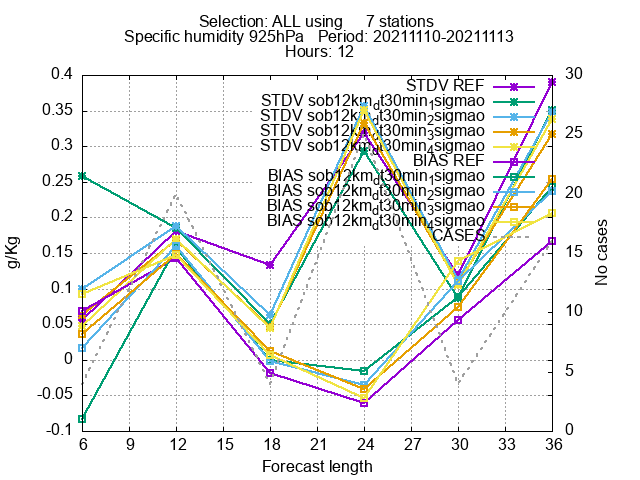 Selection: ALL using 7 stations
Specific humidity 925hPa Period: 20211110-20211113
Hours: 12
0.4
0.35
0.3
0.25
0.2
0.15
0.1
0.05
0
-0.05
-0.1
g/Kg
STDV REF
STDV sob12km_dt30min_1sigmao
STDV sob12km_dt30min_2sigmao
STDV sob12km_dt30min_3sigmao
STDV sob12km_dt30min_4sigmao
BIAS REF
BIAS sob12km_dt30min_1sigmao
BIAS sob12km_dt30min_2sigmao
BIAS sob12km_dt30min_3sigmao
BIAS sob12km_dt30min_4sigmao
CASES
30
25
20
15
10
5
0
No cases
6 9 12 15 18 21 24 27 30 33 36
Forecast length